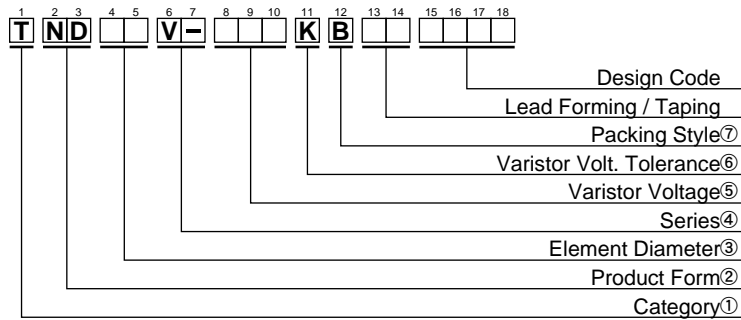 1 2 3 4 5 6 7 8 9 10 11 12 13 14 15 16 17 18
T N D V – K B
Design Code
Lead Forming / Taping
Packing Style⑦
Varistor Volt. Tolerance⑥
Varistor Voltage⑤
Series④
Element Diameter③
Product Form②
Category①